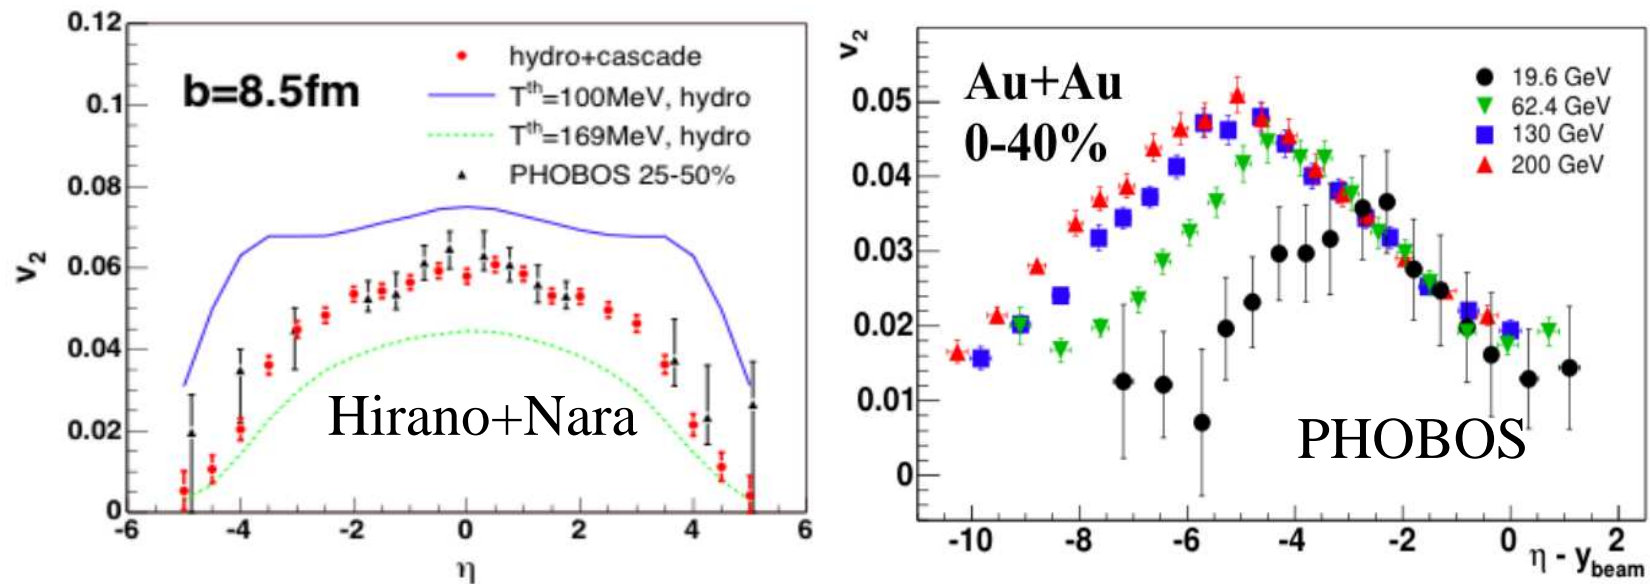 0.12
0.1
0.08
0.06
0.04
0.02
0
v₂
b=8.5fm
hydro+cascade
Tᵗʰ=100MeV, hydro
Tᵗʰ=169MeV, hydro
PHOBOS 25-50%
Hirano+Nara
-6 -4 -2 0 2 4 6
η
v₂
0.05
0.04
0.03
0.02
0.01
0
Au+Au
0-40%
19.6 GeV
62.4 GeV
130 GeV
200 GeV
PHOBOS
-10 -8 -6 -4 -2 0 2
η - y_beam